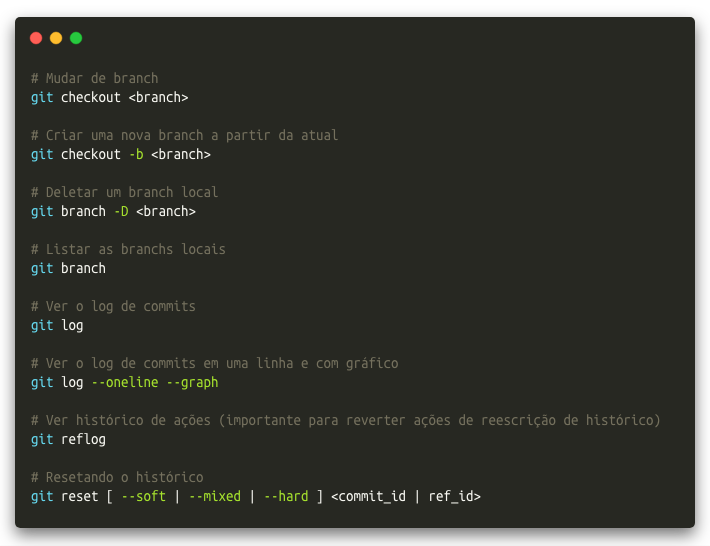 # Mudar de branch
git checkout <branch>
# Criar uma nova branch a partir da atual
git checkout -b <branch>
# Deletar um branch local
git branch -D <branch>
# Listar as branchs locais
git branch
# Ver o log de commits
git log
# Ver o log de commits em uma linha e com gráfico
git log --oneline --graph
# Ver histórico de ações (importante para reverter ações de reescrição de histórico)
git reflog
# Resetando o histórico
git reset [ --soft | --mixed | --hard ] <commit_id | ref_id>